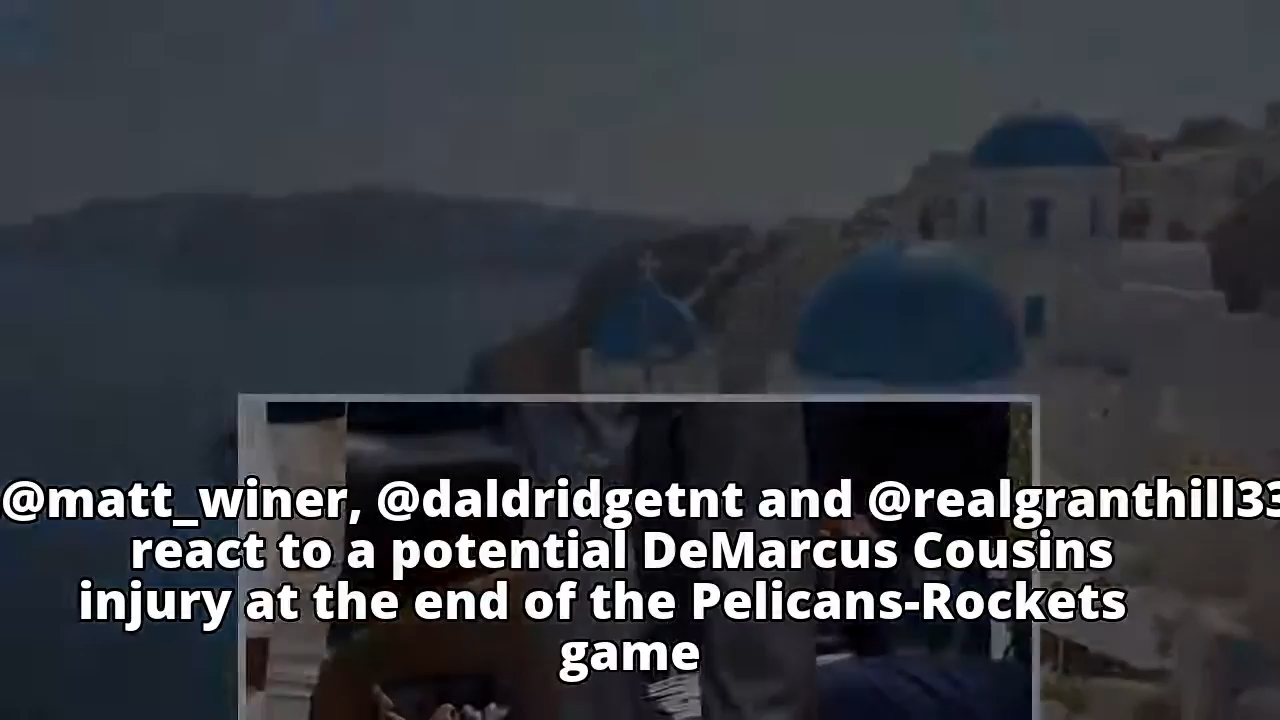 @matt_winer, @daldridgetnt and @realgranthill33
react to a potential DeMarcus Cousins
injury at the end of the Pelicans-Rockets
game